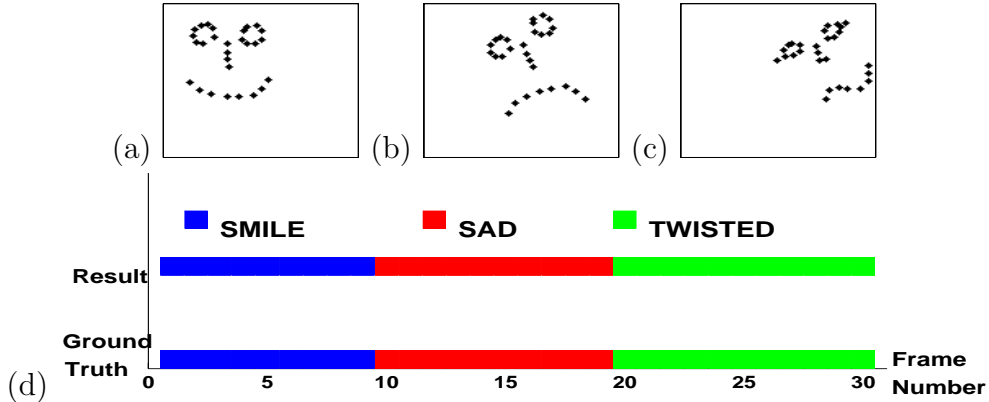 (a)
(b)
(c)
SMILE
SAD
TWISTED
Result
Ground
Truth
(d)
0 5 10 15 20 25 30
Frame
Number